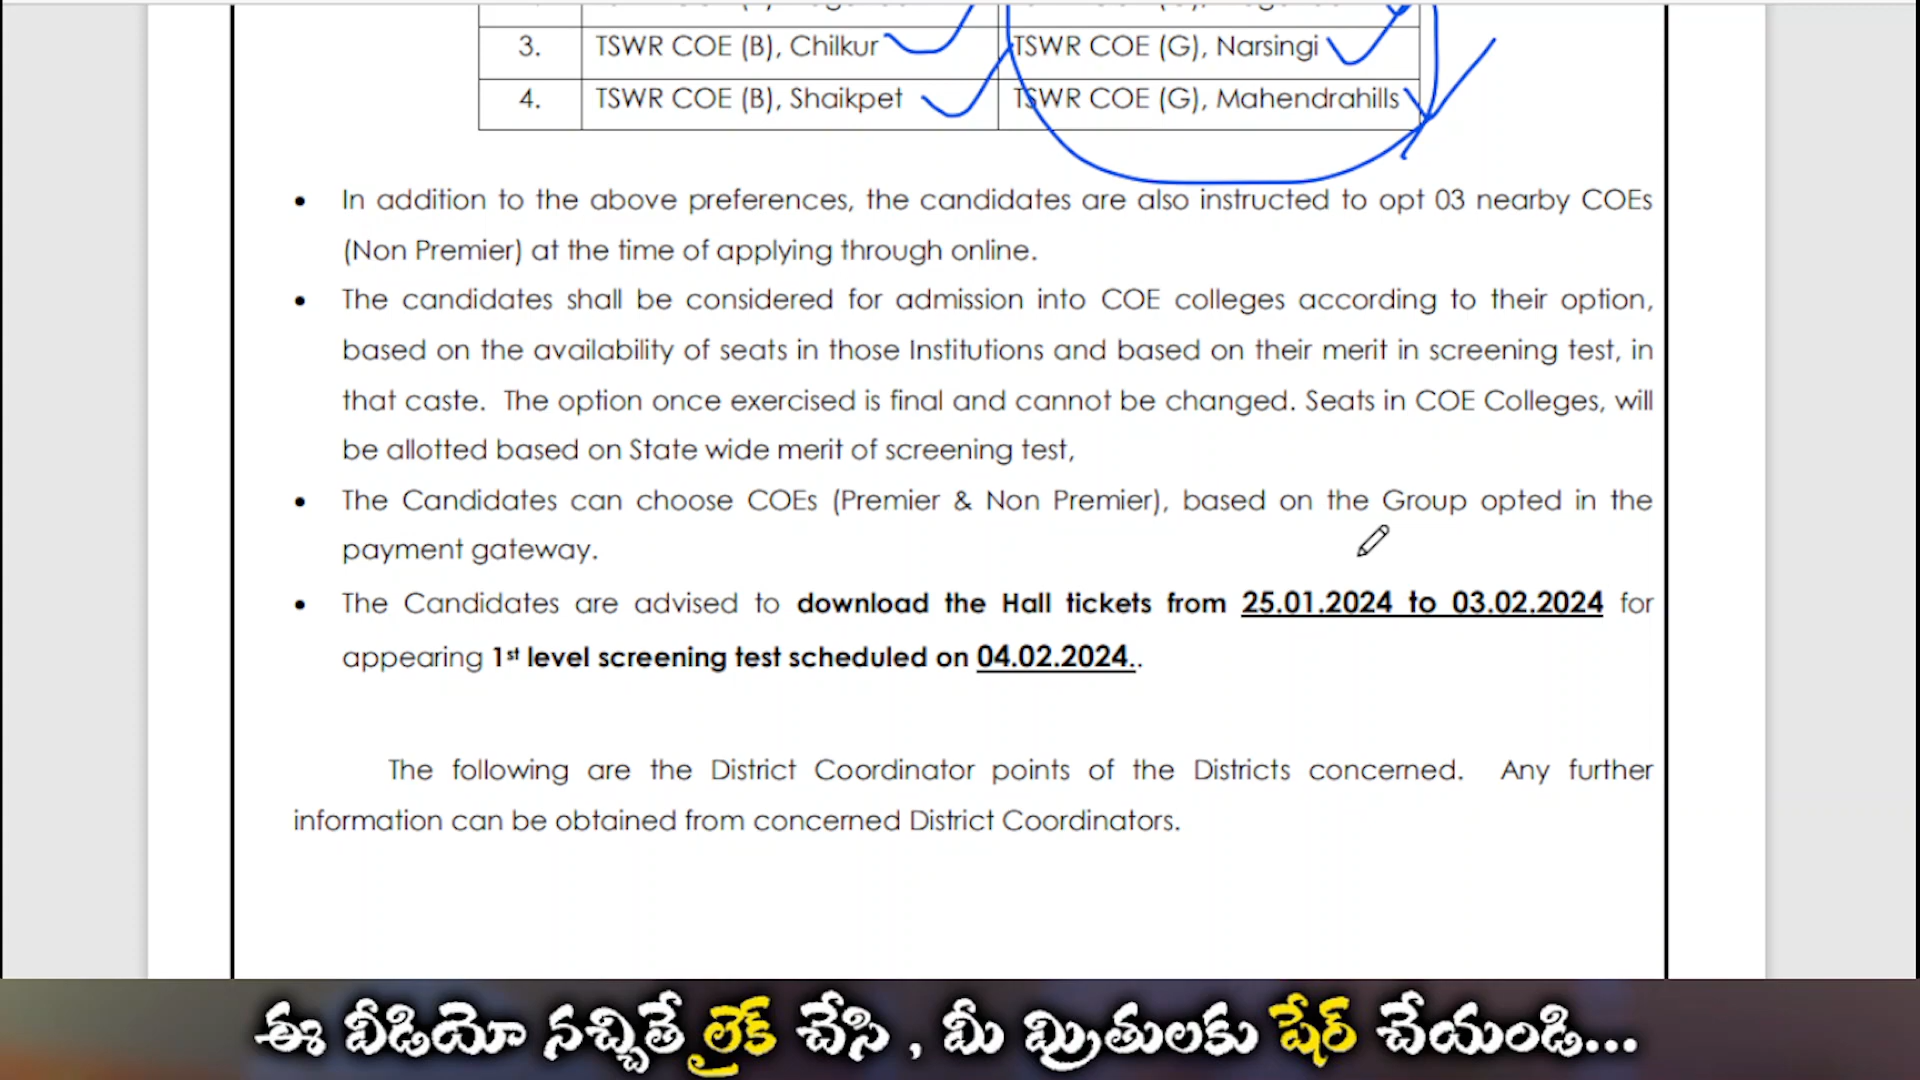 3. TSWR COE (B), Chilkur TSWR COE (G), Narsingi
4. TSWR COE (B), Shaikpet TSWR COE (G), Mahendrahills
• In addition to the above preferences, the candidates are also instructed to opt 03 nearby COEs
(Non Premier) at the time of applying through online.
• The candidates shall be considered for admission into COE colleges according to their option,
based on the availability of seats in those Institutions and based on their merit in screening test, in
that caste. The option once exercised is final and cannot be changed. Seats in COE Colleges, will
be allotted based on State wide merit of screening test,
• The Candidates can choose COEs (Premier & Non Premier), based on the Group opted in the
payment gateway.
• The Candidates are advised to download the Hall tickets from 25.01.2024 to 03.02.2024 for
appearing 1st level screening test scheduled on 04.02.2024..
The following are the District Coordinator points of the Districts concerned. Any further
information can be obtained from concerned District Coordinators.
ఈ వీడియో నచ్చితే లైక్ చేసి , మీ మ్రితులకు షేర్ చేయండి...